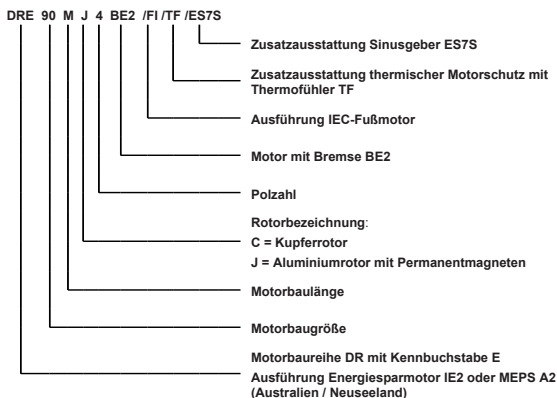 DRE 90 M J 4 BE2 /FI /TF /ES7S
Zusatzausstattung Sinusgeber ES7S
Zusatzausstattung thermischer Motorschutz mit
Thermofühler TF
Ausführung IEC-Fußmotor
Motor mit Bremse BE2
Polzahl
Rotorbezeichnung:
C = Kupferrotor
J = Aluminiumrotor mit Permanentmagneten
Motorbaulänge
Motorbaugröße
Motorbaureihe DR mit Kennbuchstabe E
Ausführung Energiesparmotor IE2 oder MEPS A2
(Australien / Neuseeland)